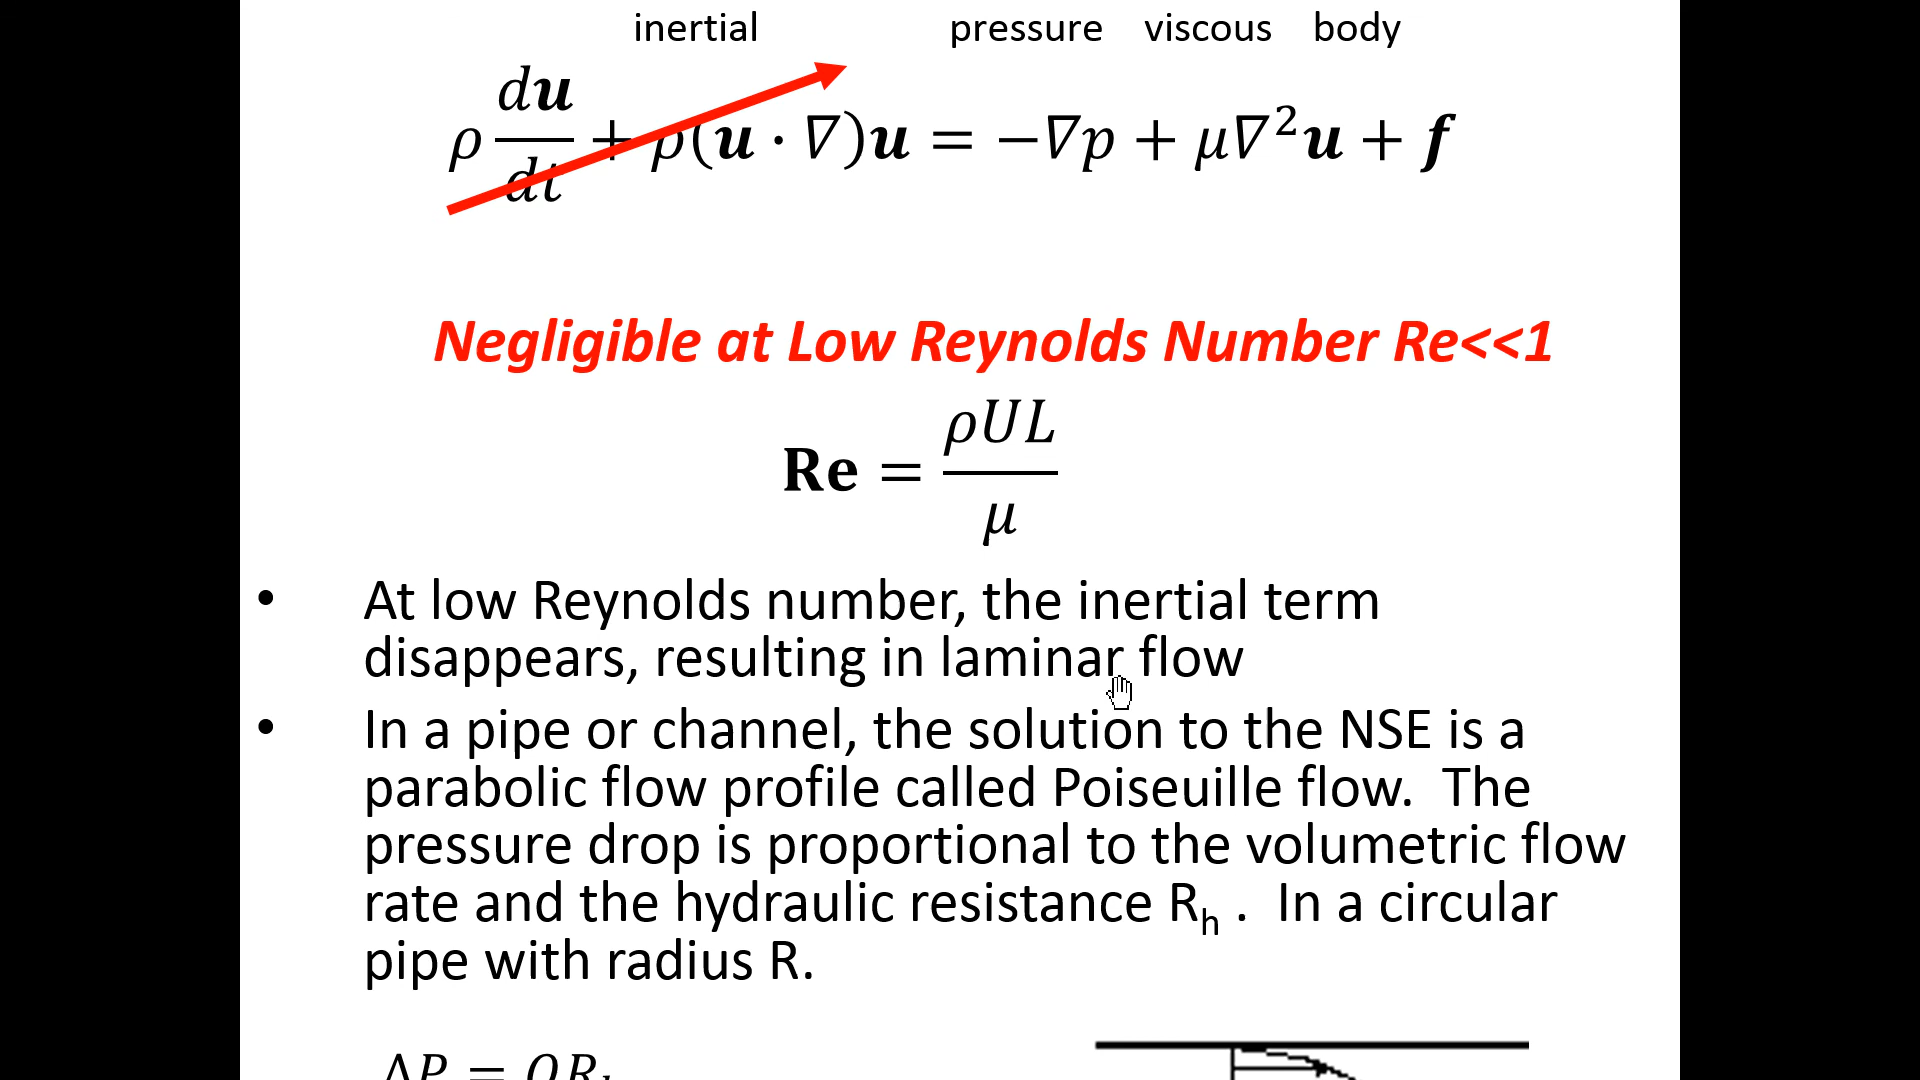 inertial pressure viscous body
ρ d𝒖/dt + ρ(𝒖 · ∇)𝒖 = −∇p + μ∇²𝒖 + 𝒇
Negligible at Low Reynolds Number Re<<1
Re = ρUL/μ
• At low Reynolds number, the inertial term
disappears, resulting in laminar flow
• In a pipe or channel, the solution to the NSE is a
parabolic flow profile called Poiseuille flow. The
pressure drop is proportional to the volumetric flow
rate and the hydraulic resistance Rₕ . In a circular
pipe with radius R.
ΔP = QRₕ